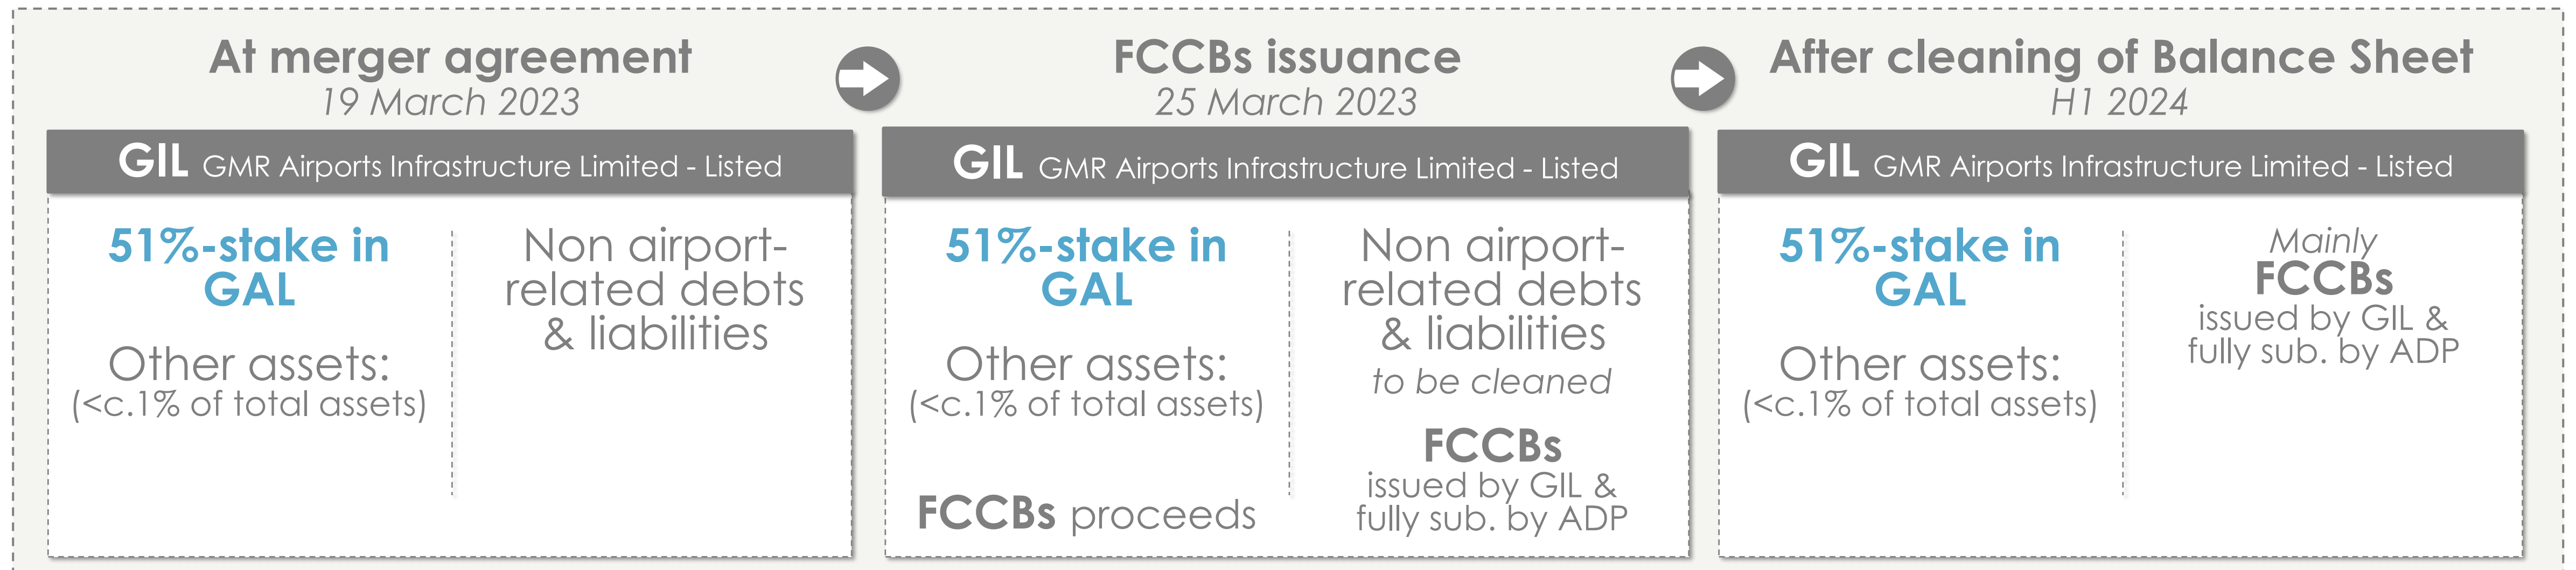 At merger agreement
19 March 2023
GIL GMR Airports Infrastructure Limited - Listed
51%-stake in
GAL
Other assets:
(<c.1% of total assets)
Non airport-
related debts
& liabilities
FCCBs issuance
25 March 2023
GIL GMR Airports Infrastructure Limited - Listed
51%-stake in
GAL
Other assets:
(<c.1% of total assets)
FCCBs proceeds
Non airport-
related debts
& liabilities
to be cleaned
FCCBs
issued by GIL &
fully sub. by ADP
After cleaning of Balance Sheet
H1 2024
GIL GMR Airports Infrastructure Limited - Listed
51%-stake in
GAL
Other assets:
(<c.1% of total assets)
Mainly
FCCBs
issued by GIL &
fully sub. by ADP